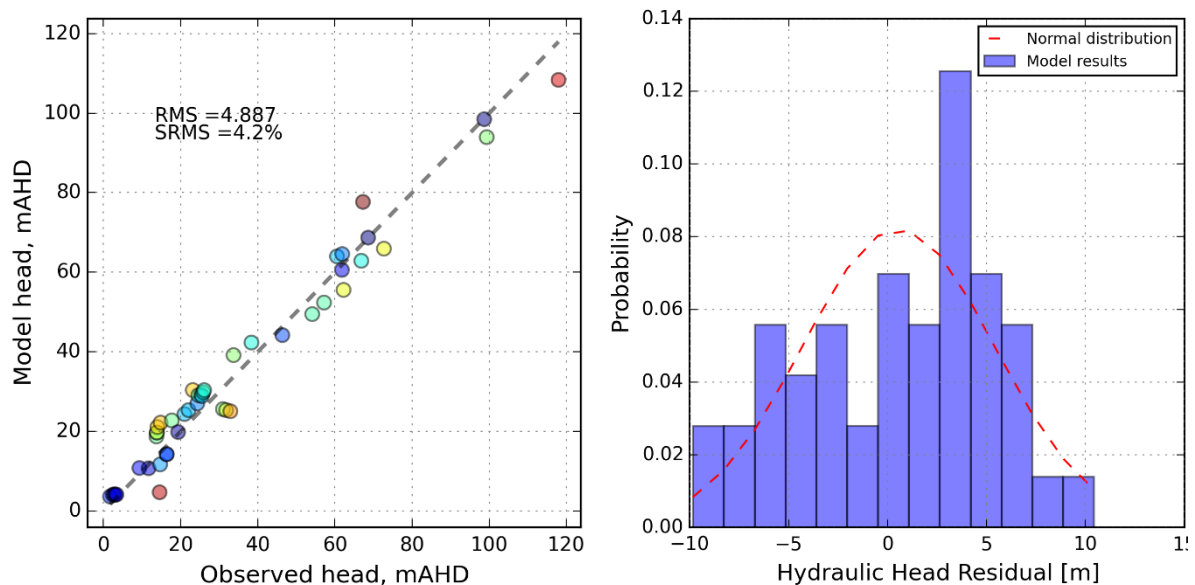 120
100
80
60
40
20
0
Model head, mAHD
RMS =4.887
SRMS =4.2%
0 20 40 60 80 100 120
Observed head, mAHD
0.14
0.12
0.10
0.08
0.06
0.04
0.02
0.00
Probability
Normal distribution
Model results
−10 −5 0 5 10 15
Hydraulic Head Residual [m]